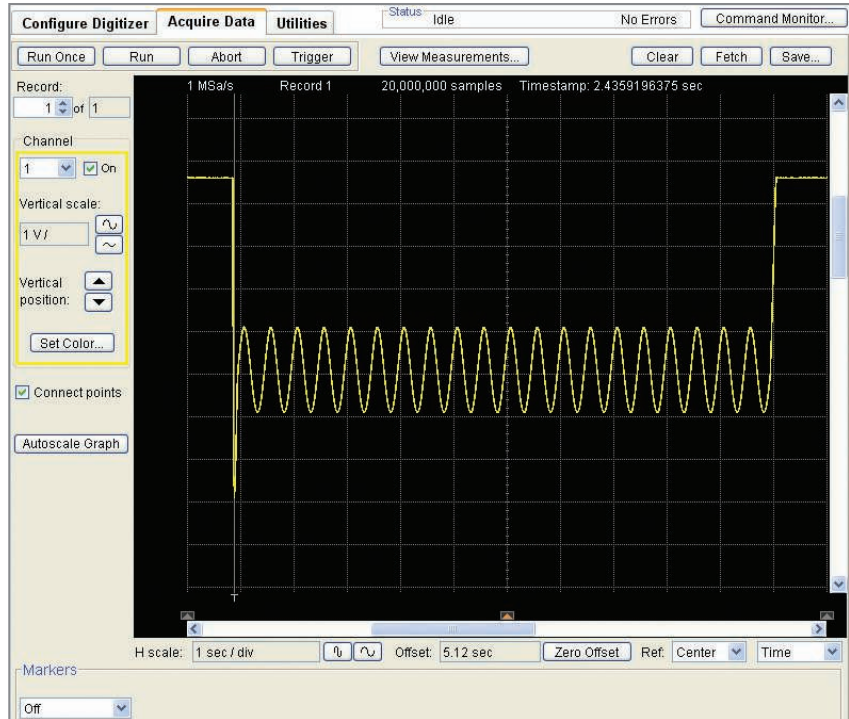 Configure Digitizer Acquire Data Utilities Status Idle No Errors Command Monitor...
Run Once Run Abort Trigger View Measurements... Clear Fetch Save...
Record:
1 of 1
1 MSa/s Record 1 20,000,000 samples Timestamp: 2.4359196375 sec
Channel
1 On
Vertical scale:
1 V /
Vertical
position:
Set Color...
Connect points
Autoscale Graph
T
H scale: 1 sec / div Offset: 5.12 sec Zero Offset Ref: Center Time
Markers
Off